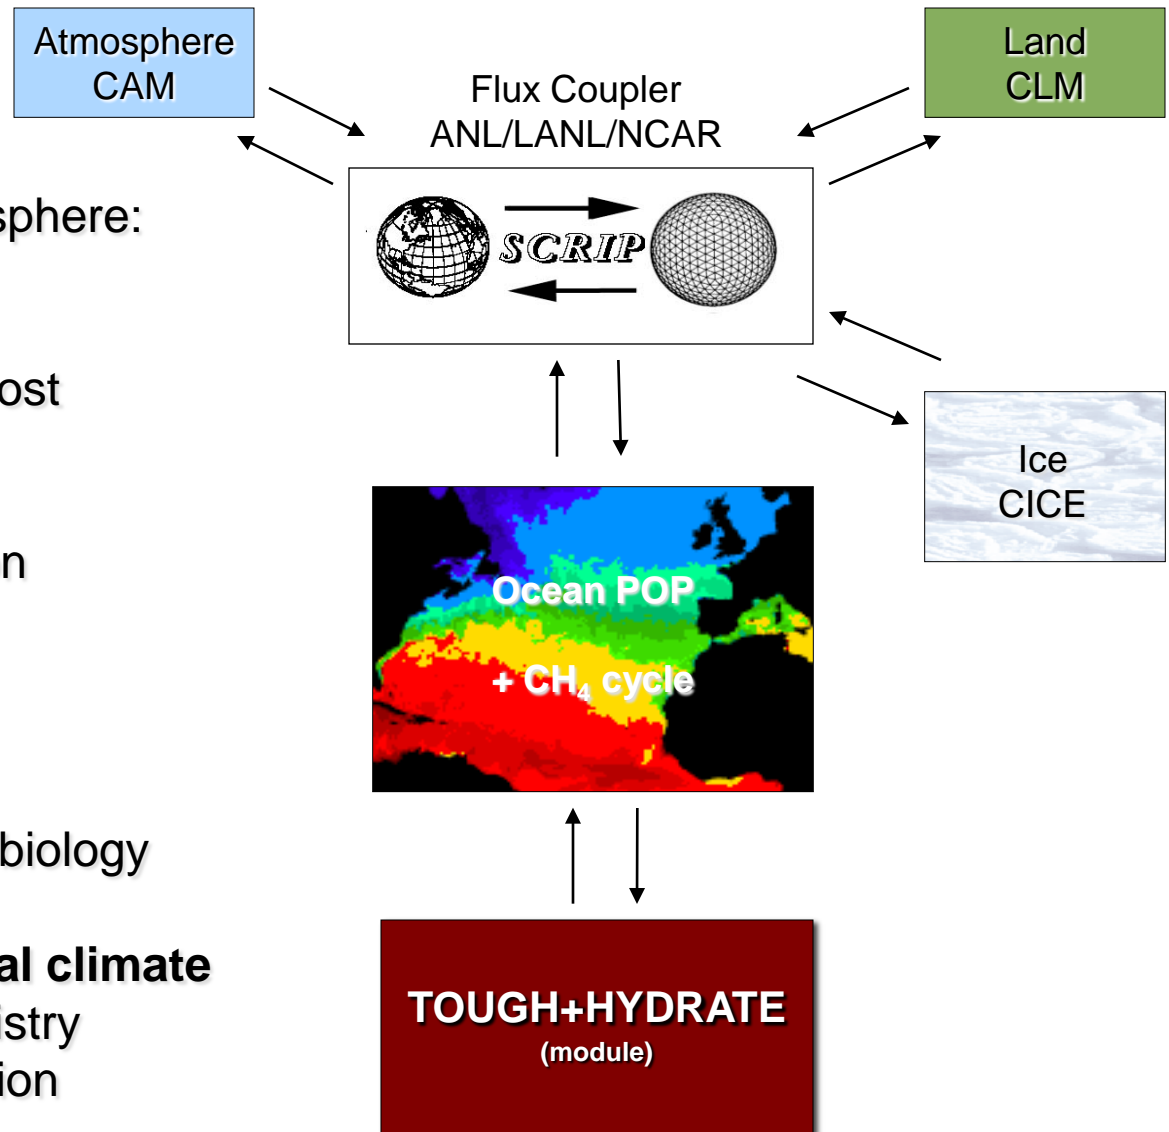 Atmosphere
CAM
Land
CLM
Flux Coupler
ANL/LANL/NCAR
SCRIP
sphere:
ost
n
biology
al climate
istry
ion
Ice
CICE
Ocean POP
+ CH₄ cycle
TOUGH+HYDRATE
(module)